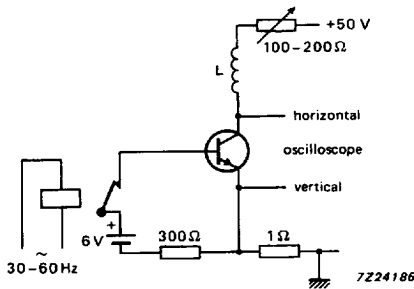 +50 V
100–200Ω
L
horizontal
oscilloscope
vertical
+
6 V
300Ω
1Ω
~
30–60 Hz
7Z24186